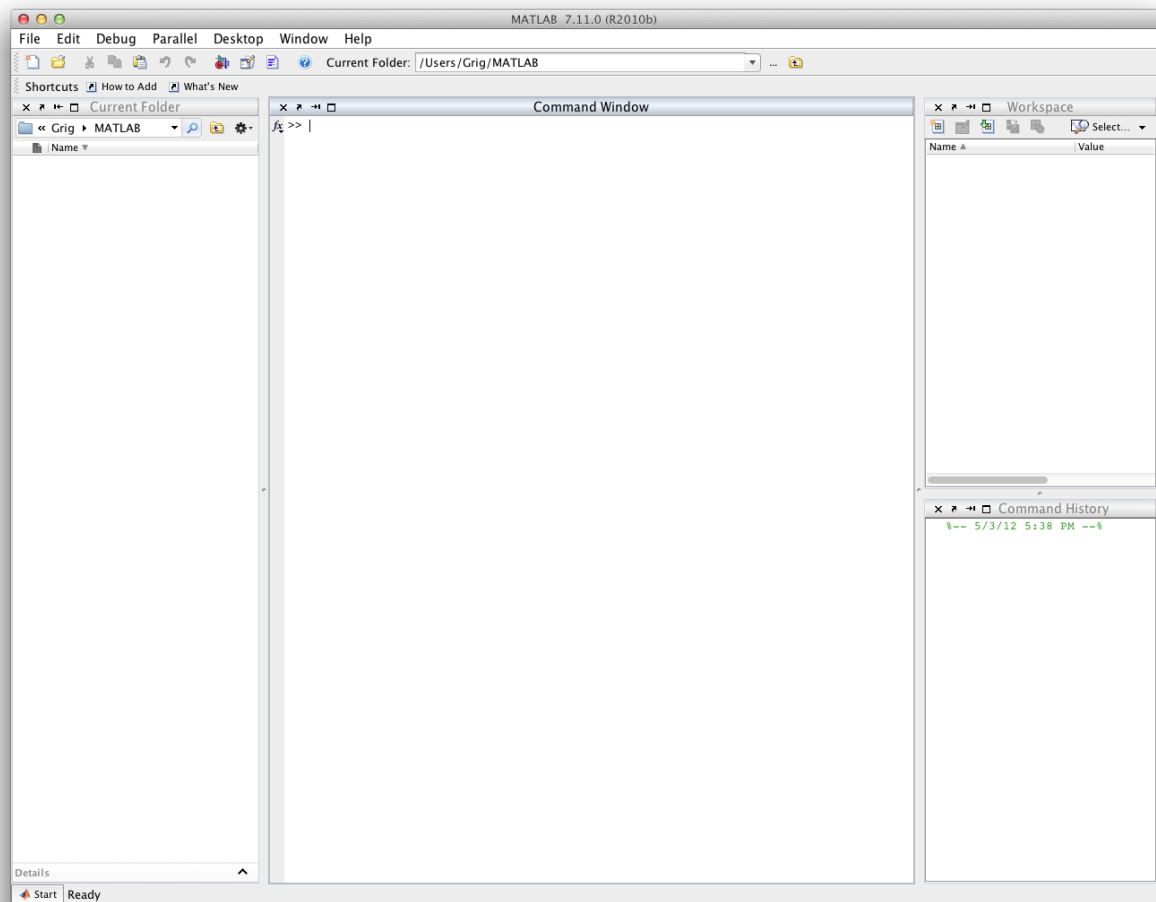 MATLAB 7.11.0 (R2010b)
File Edit Debug Parallel Desktop Window Help
Current Folder: /Users/Grig/MATLAB ...
Shortcuts How to Add What's New
Current Folder
« Grig MATLAB
Name
Details
Command Window
fx >>
Workspace
Select...
Name Value
Command History
%-- 5/3/12 5:38 PM --%
Start Ready